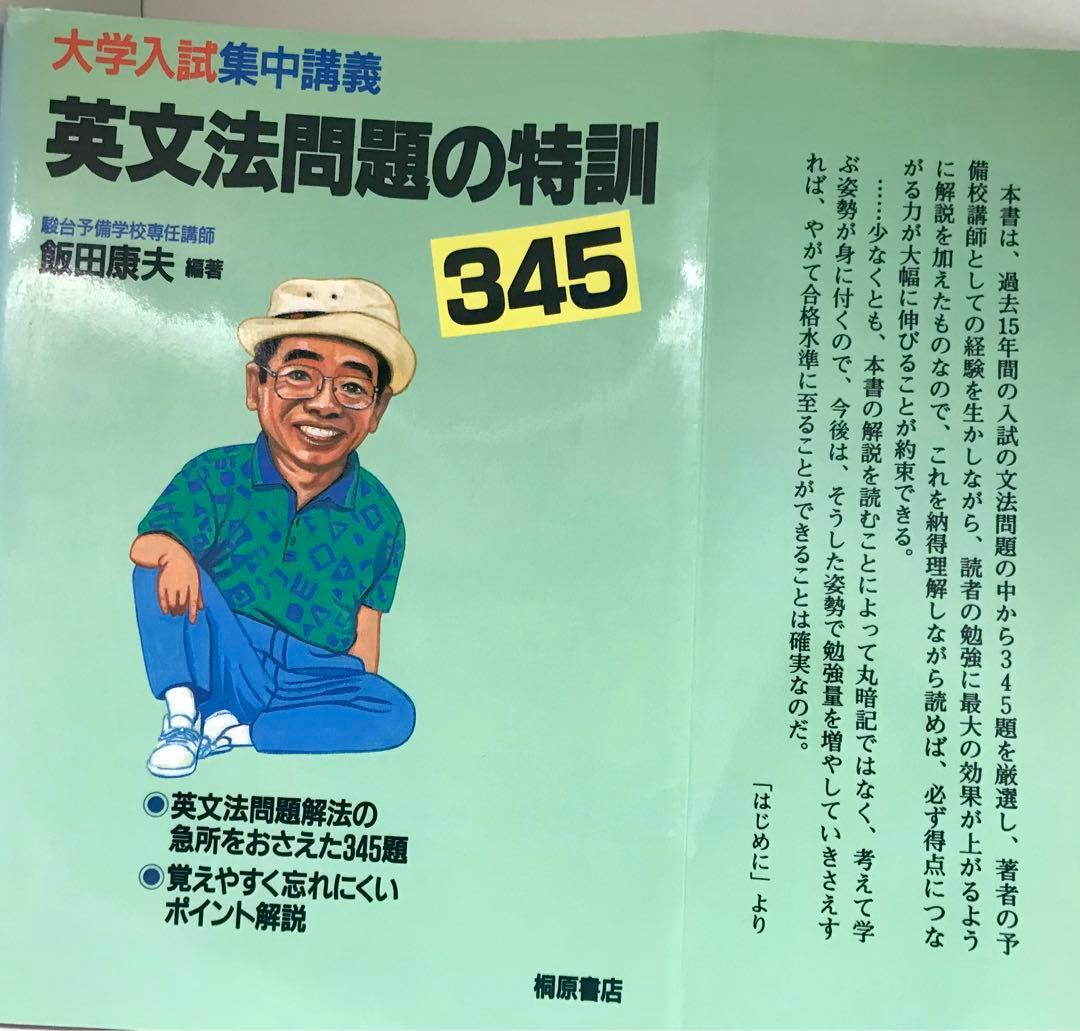 大学入試集中講義
英文法問題の特訓
345
駿台予備学校専任講師
飯田康夫 編著
●英文法問題解法の
急所をおさえた345題
●覚えやすく忘れにくい
ポイント解説
桐原書店
本書は、過去15年間の入試の文法問題の中から345題を厳選し、著者の予
備校講師としての経験を生かしながら、読者の勉強に最大の効果が上がるよう
に解説を加えたものなので、これを納得理解しながら読めば、必ず得点につな
がる力が大幅に伸びることが約束できる。
……少なくとも、本書の解説を読むことによって丸暗記ではなく、考えて学
ぶ姿勢が身に付くので、今後は、そうした姿勢で勉強量を増やしていきさえす
れば、やがて合格水準に至ることができることは確実なのだ。
「はじめに」より